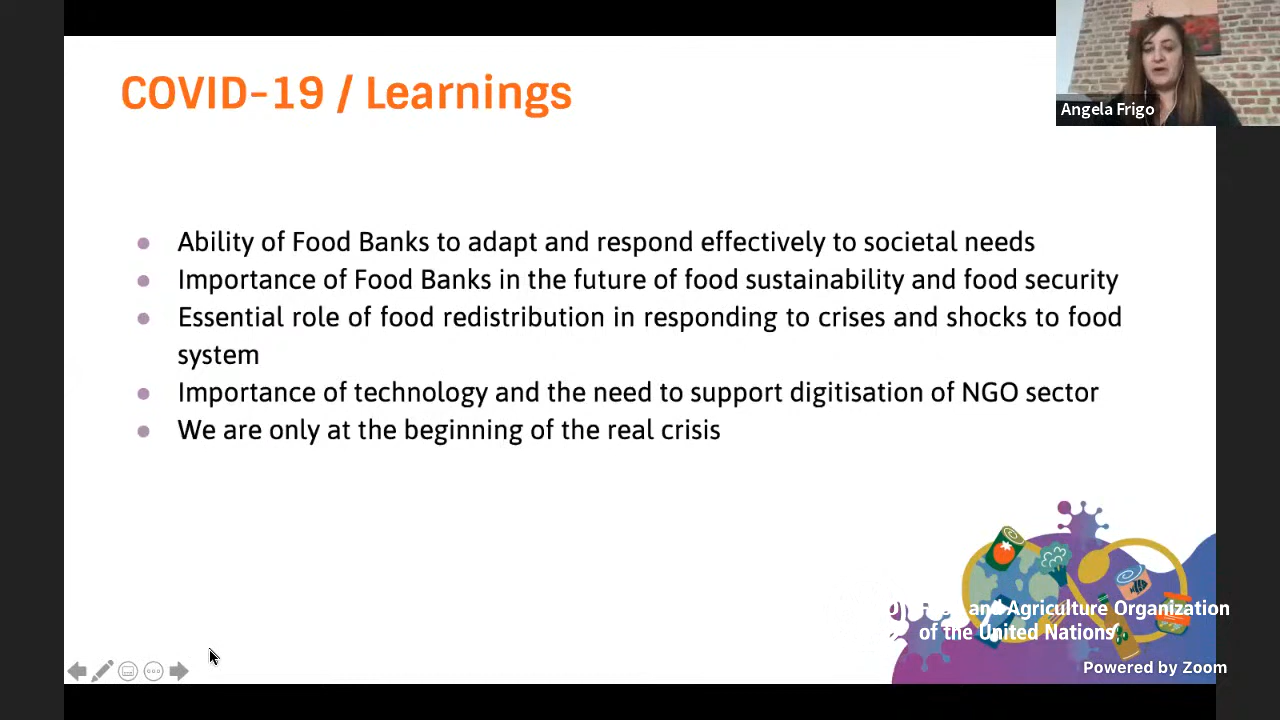 COVID-19 / Learnings
Angela Frigo
Ability of Food Banks to adapt and respond effectively to societal needs
Importance of Food Banks in the future of food sustainability and food security
Essential role of food redistribution in responding to crises and shocks to food
system
Importance of technology and the need to support digitisation of NGO sector
We are only at the beginning of the real crisis
and Agriculture Organization
of the United Nations
Powered by Zoom